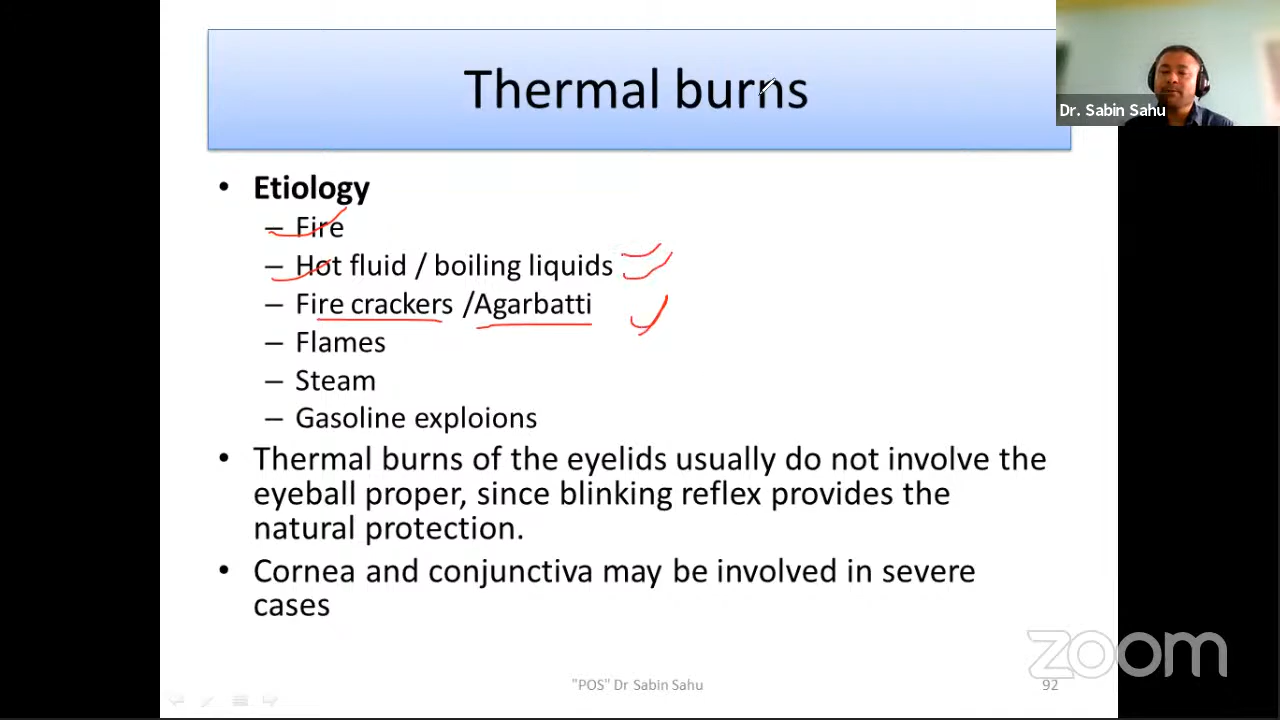 Thermal burns
Dr. Sabin Sahu
• Etiology
– Fire
– Hot fluid / boiling liquids
– Fire crackers /Agarbatti
– Flames
– Steam
– Gasoline exploions
• Thermal burns of the eyelids usually do not involve the
eyeball proper, since blinking reflex provides the
natural protection.
• Cornea and conjunctiva may be involved in severe
cases
zoom
"POS" Dr Sabin Sahu
92